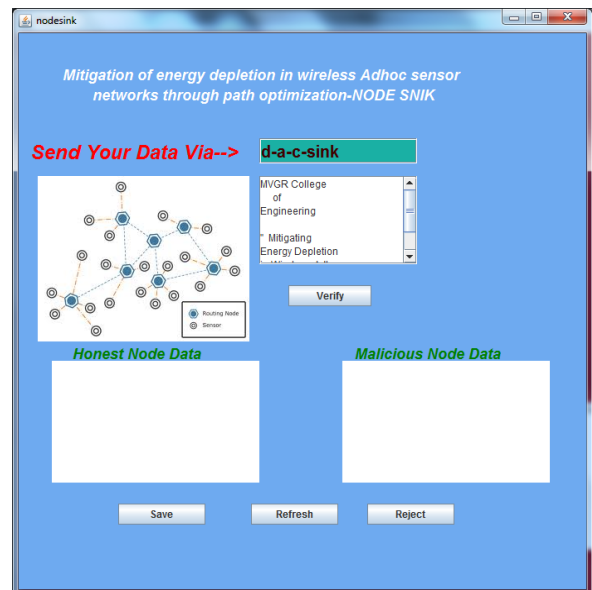 nodesink
Mitigation of energy depletion in wireless Adhoc sensor
networks through path optimization-NODE SNIK
Send Your Data Via-->
d-a-c-sink
MVGR College
of
Engineering
" Mitigating
Energy Depletion
Verify
Routing Node
Sensor
Honest Node Data
Malicious Node Data
Save
Refresh
Reject